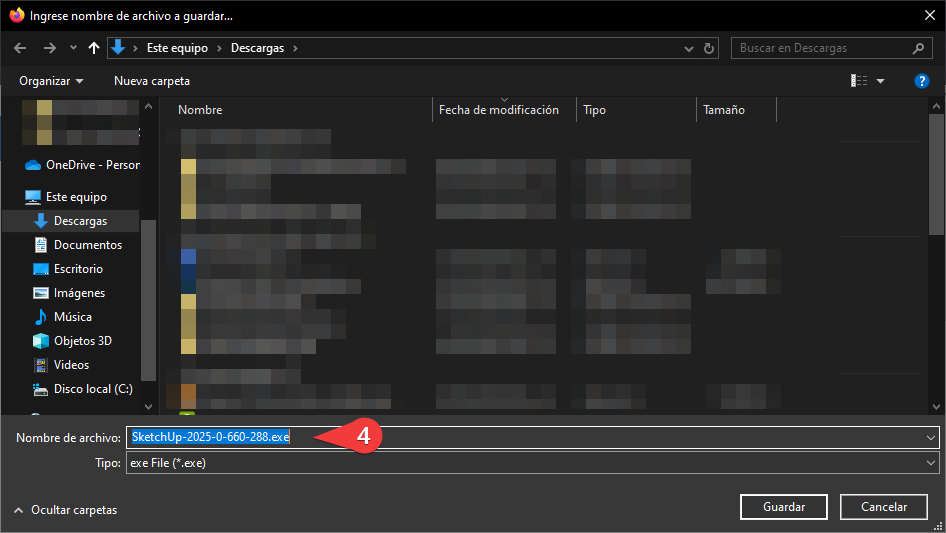 Ingrese nombre de archivo a guardar...
Este equipo > Descargas >
Buscar en Descargas
Organizar
Nueva carpeta
?
Nombre
Fecha de modificación
Tipo
Tamaño
OneDrive - Person
Este equipo
Descargas
Documentos
Escritorio
Imágenes
Música
Objetos 3D
Videos
Disco local (C:)
Nombre de archivo: SketchUp-2025-0-660-288.exe
4
Tipo: exe File (*.exe)
Ocultar carpetas
Guardar
Cancelar